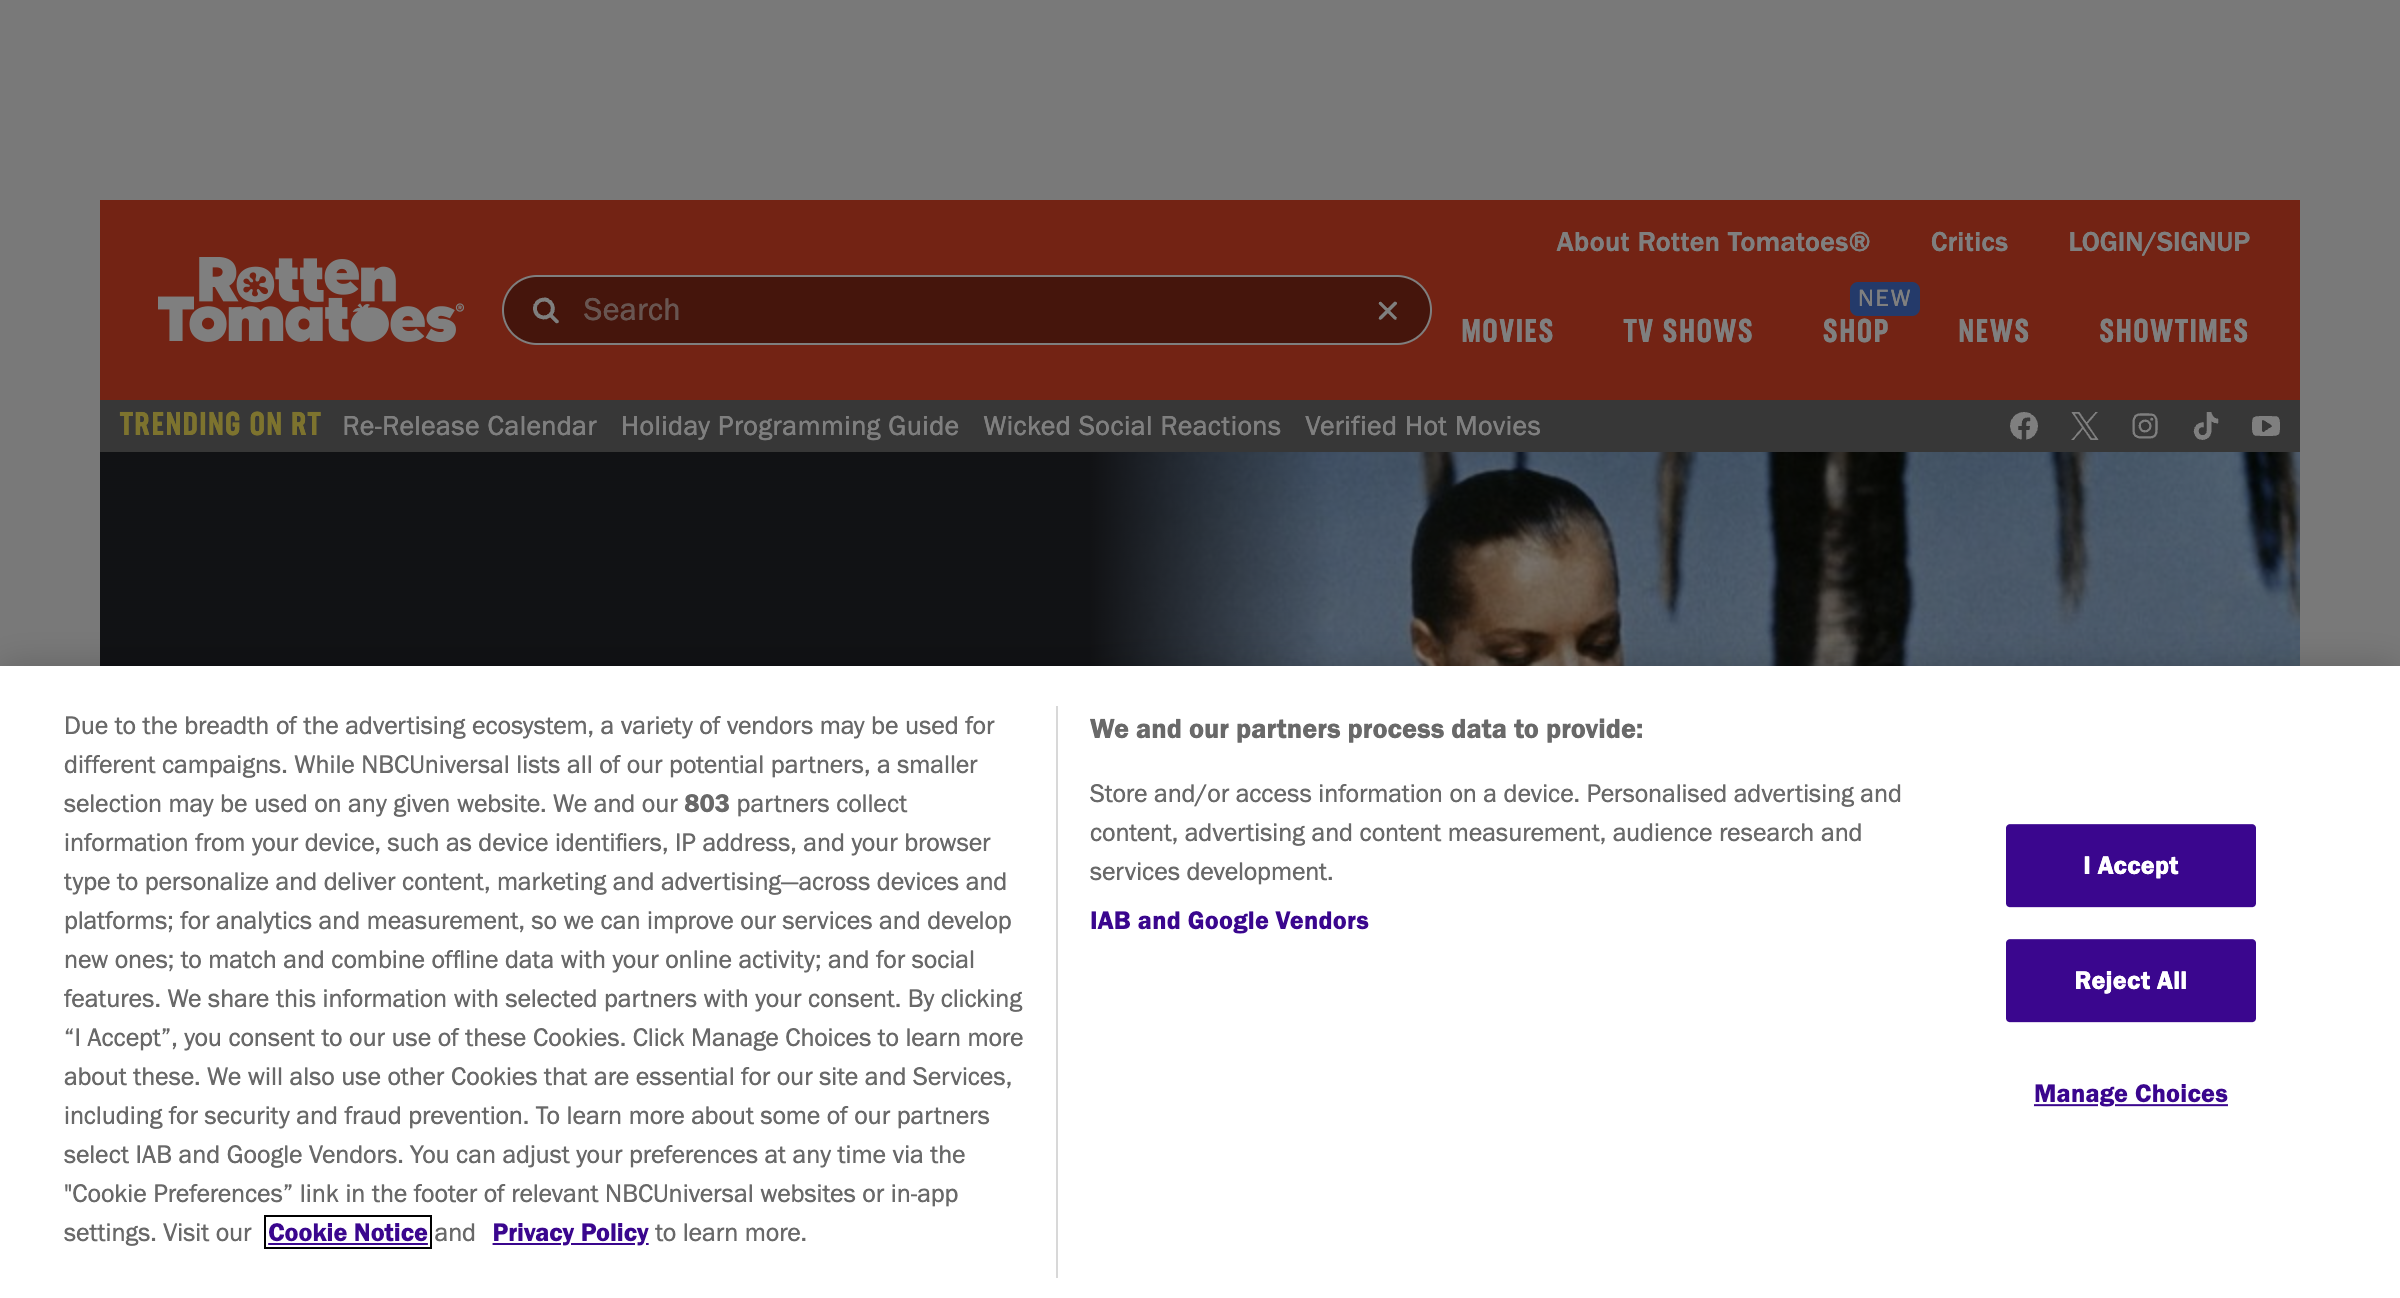 About Rotten Tomatoes® Critics LOGIN/SIGNUP
Rotten
Tomatoes®
Search
NEW
MOVIES TV SHOWS SHOP NEWS SHOWTIMES
TRENDING ON RT Re-Release Calendar Holiday Programming Guide Wicked Social Reactions Verified Hot Movies
Due to the breadth of the advertising ecosystem, a variety of vendors may be used for
different campaigns. While NBCUniversal lists all of our potential partners, a smaller
selection may be used on any given website. We and our 803 partners collect
information from your device, such as device identifiers, IP address, and your browser
type to personalize and deliver content, marketing and advertising—across devices and
platforms; for analytics and measurement, so we can improve our services and develop
new ones; to match and combine offline data with your online activity; and for social
features. We share this information with selected partners with your consent. By clicking
“I Accept”, you consent to our use of these Cookies. Click Manage Choices to learn more
about these. We will also use other Cookies that are essential for our site and Services,
including for security and fraud prevention. To learn more about some of our partners
select IAB and Google Vendors. You can adjust your preferences at any time via the
"Cookie Preferences” link in the footer of relevant NBCUniversal websites or in-app
settings. Visit our Cookie Notice and Privacy Policy to learn more.
We and our partners process data to provide:
Store and/or access information on a device. Personalised advertising and
content, advertising and content measurement, audience research and
services development.
IAB and Google Vendors
I Accept
Reject All
Manage Choices